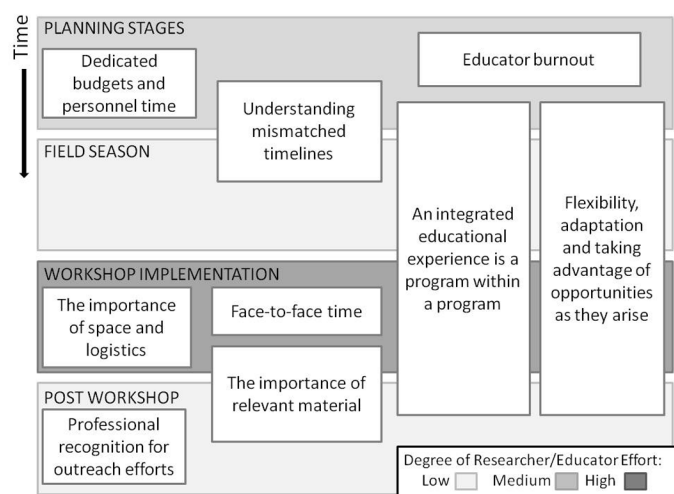 Time
PLANNING STAGES
Dedicated
budgets and
personnel time
Educator burnout
Understanding
mismatched
timelines
FIELD SEASON
An integrated
educational
experience is a
program within
a program
Flexibility,
adaptation
and taking
advantage of
opportunities
as they arise
WORKSHOP IMPLEMENTATION
The importance
of space and
logistics
Face-to-face time
The importance of
relevant material
POST WORKSHOP
Professional
recognition for
outreach efforts
Degree of Researcher/Educator Effort:
Low Medium High